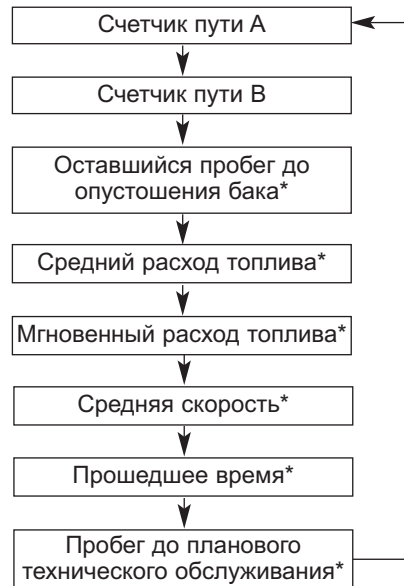 Счетчик пути А
Счетчик пути В
Оставшийся пробег до
опустошения бака*
Средний расход топлива*
Мгновенный расход топлива*
Средняя скорость*
Прошедшее время*
Пробег до планового
технического обслуживания*